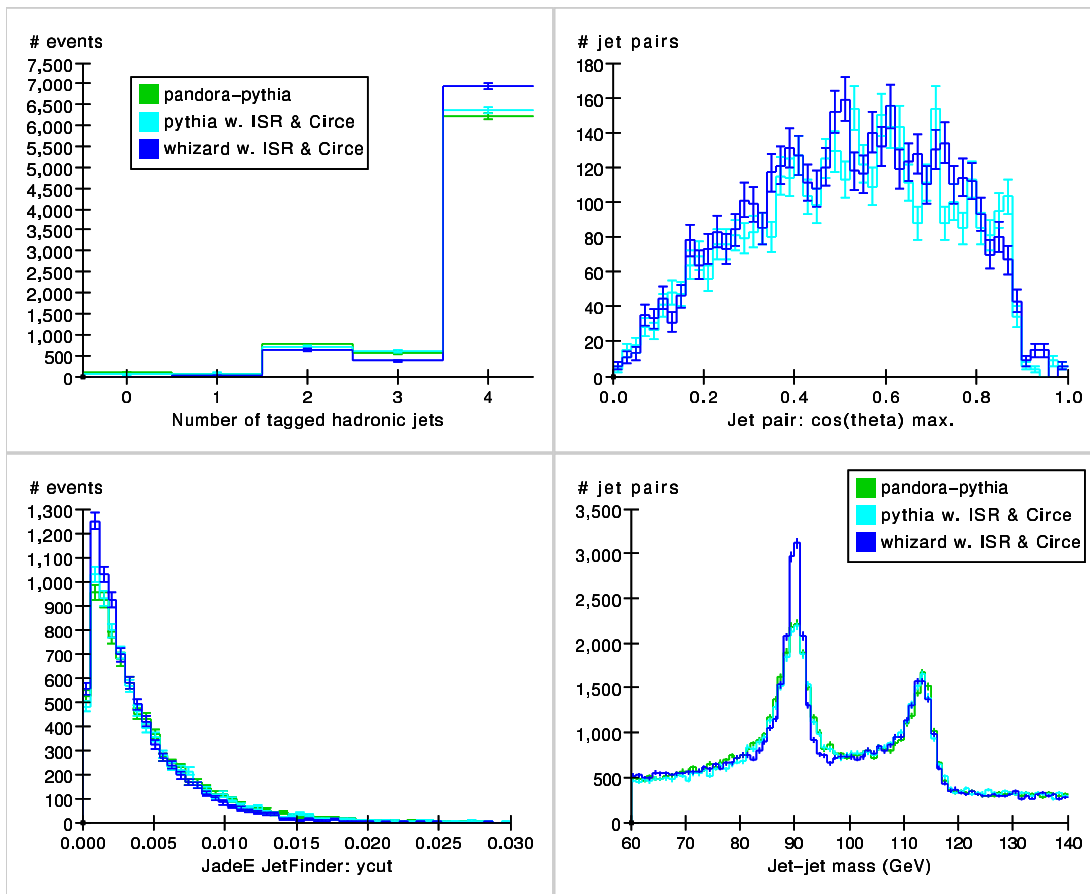 # events
7,500
7,000
6,500
6,000
5,500
5,000
4,500
4,000
3,500
3,000
2,500
2,000
1,500
1,000
500
0
pandora-pythia
pythia w. ISR & Circe
whizard w. ISR & Circe
0 1 2 3 4
Number of tagged hadronic jets
# jet pairs
180
160
140
120
100
80
60
40
20
0
0.0 0.2 0.4 0.6 0.8 1.0
Jet pair: cos(theta) max.
# events
1,300
1,200
1,100
1,000
900
800
700
600
500
400
300
200
100
0
0.000 0.005 0.010 0.015 0.020 0.025 0.030
JadeE JetFinder: ycut
# jet pairs
3,500
3,000
2,500
2,000
1,500
1,000
500
0
pandora-pythia
pythia w. ISR & Circe
whizard w. ISR & Circe
60 70 80 90 100 110 120 130 140
Jet-jet mass (GeV)